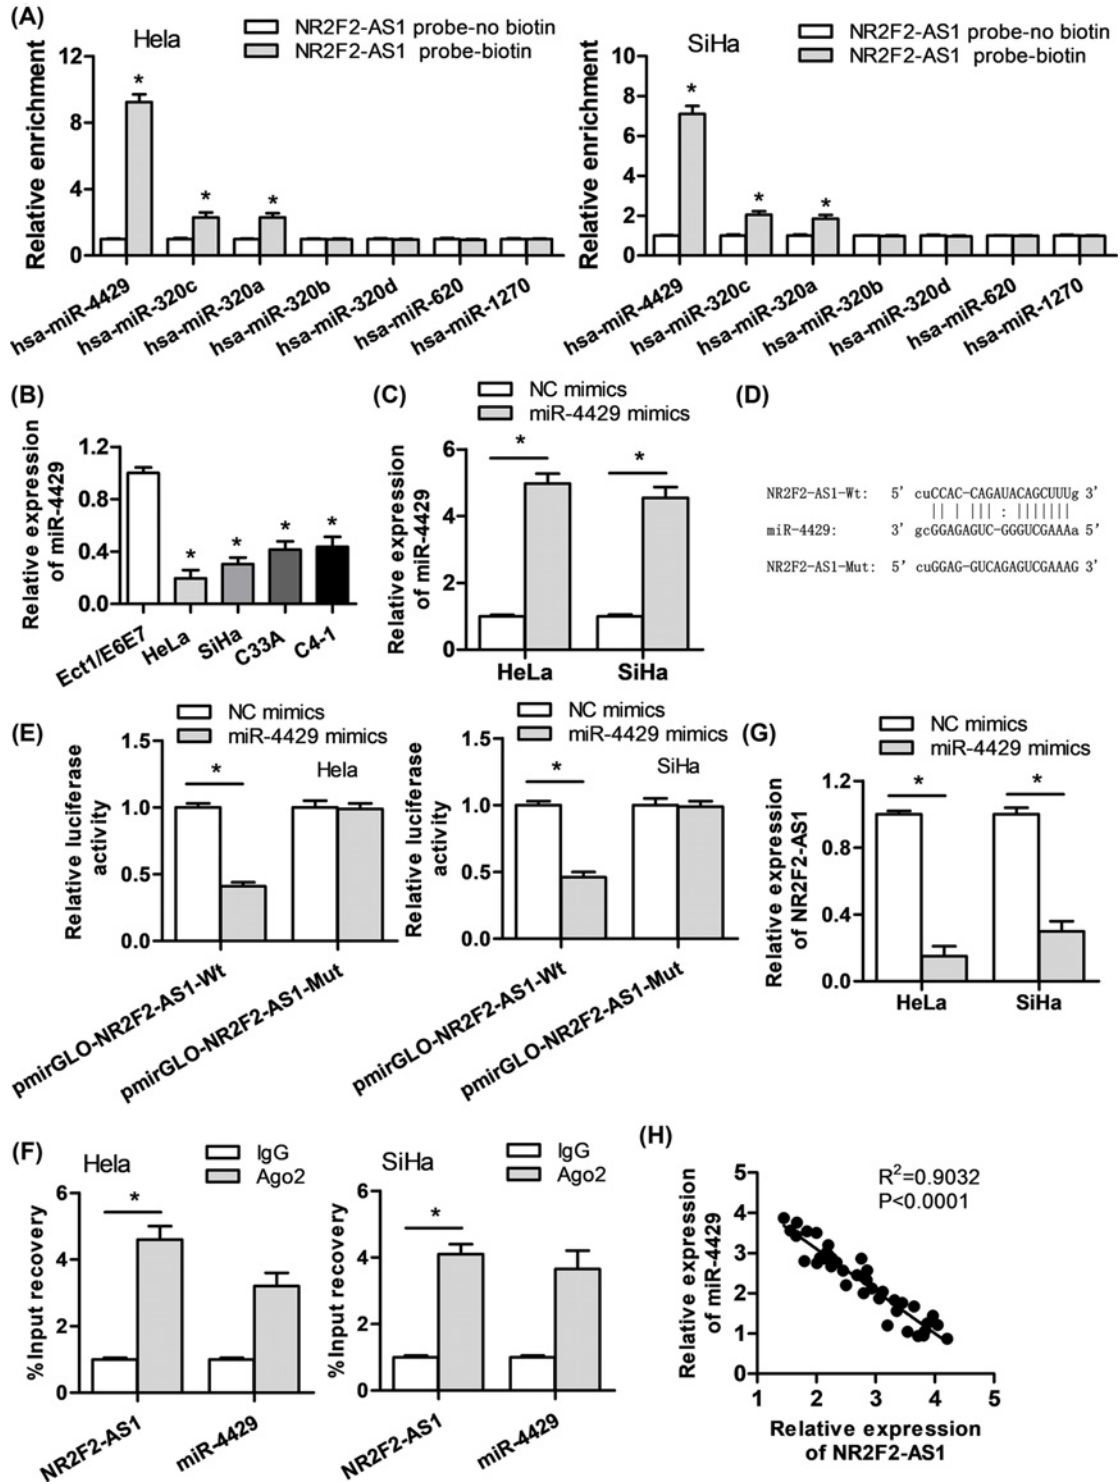 (A)
Hela
NR2F2-AS1 probe-no biotin
NR2F2-AS1 probe-biotin
Relative enrichment
12
8
4
0
*
*
*
hsa-miR-4429
hsa-miR-320c
hsa-miR-320a
hsa-miR-320b
hsa-miR-320d
hsa-miR-620
hsa-miR-1270
SiHa
NR2F2-AS1 probe-no biotin
NR2F2-AS1 probe-biotin
Relative enrichment
10
8
6
4
2
0
*
*
*
hsa-miR-4429
hsa-miR-320c
hsa-miR-320a
hsa-miR-320b
hsa-miR-320d
hsa-miR-620
hsa-miR-1270
(B)
Relative expression
of miR-4429
1.2
0.8
0.4
0.0
*
*
*
*
Ect1/E6E7
HeLa
SiHa
C33A
C4-1
(C)
NC mimics
miR-4429 mimics
Relative expression
of miR-4429
6
4
2
0
*
*
HeLa
SiHa
(D)
NR2F2-AS1-Wt: 5' cuCCAC-CAGAUACAGCUUUg 3'
|| | ||| : |||||||
miR-4429: 3' gcGGAGAGUC-GGGUCGAAAa 5'
NR2F2-AS1-Mut: 5' cuGGAG-GUCAGAGUCGAAAG 3'
(E)
NC mimics
miR-4429 mimics
Hela
Relative luciferase
activity
1.5
1.0
0.5
0.0
*
pmirGLO-NR2F2-AS1-Wt
pmirGLO-NR2F2-AS1-Mut
NC mimics
miR-4429 mimics
SiHa
Relative luciferase
activity
1.5
1.0
0.5
0.0
*
pmirGLO-NR2F2-AS1-Wt
pmirGLO-NR2F2-AS1-Mut
(G)
NC mimics
miR-4429 mimics
Relative expression
of NR2F2-AS1
1.2
0.8
0.4
0.0
*
*
HeLa
SiHa
(F)
Hela
IgG
Ago2
%Input recovery
6
4
2
0
*
NR2F2-AS1
miR-4429
SiHa
IgG
Ago2
%Input recovery
6
4
2
0
*
NR2F2-AS1
miR-4429
(H)
R²=0.9032
P<0.0001
Relative expression
of miR-4429
5
4
3
2
1
0
1
2
3
4
5
Relative expression
of NR2F2-AS1